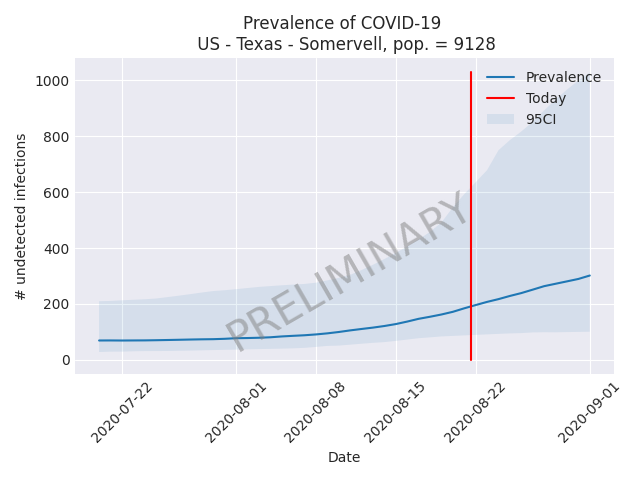 Prevalence of COVID-19
US - Texas - Somervell, pop. = 9128
Prevalence
Today
95CI
PRELIMINARY
# undetected infections
1000
800
600
400
200
0
2020-07-22
2020-08-01
2020-08-08
2020-08-15
2020-08-22
2020-09-01
Date